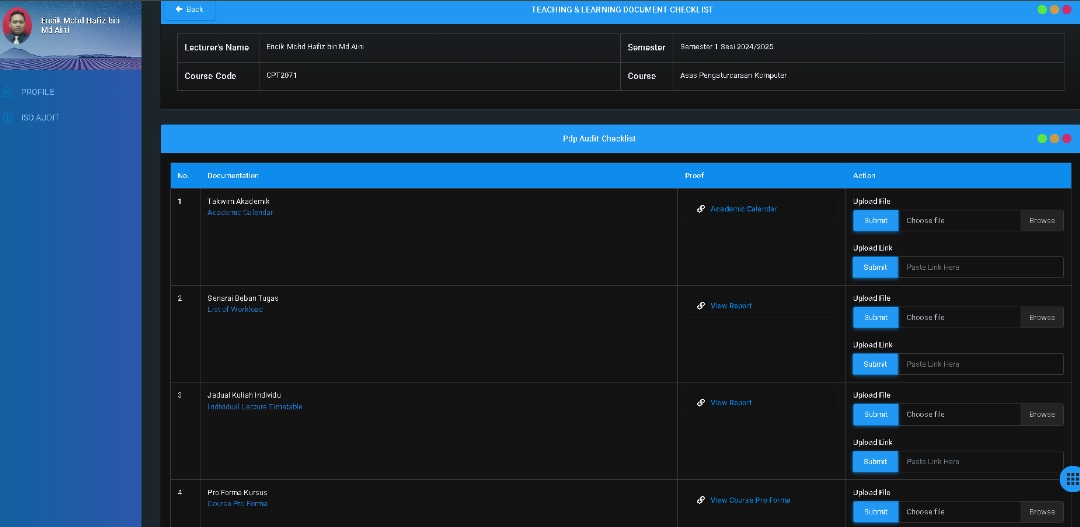 Encik Mohd Hafiz bin
Md Aini
PROFILE
ISO AUDIT
Back
TEACHING & LEARNING DOCUMENT CHECKLIST
Lecturer's Name
Encik Mohd Hafiz bin Md Aini
Semester
Semester 1 Sesi 2024/2025
Course Code
CPT2071
Course
Asas Pengaturcaraan Komputer
Pdp Audit Checklist
No.
Documentation
Proof
Action
1
Takwim Akademik
Academic Calendar
Academic Calendar
Upload File
Submit
Choose file
Browse
Upload Link
Submit
Paste Link Here
2
Senarai Beban Tugas
List of Workload
View Report
Upload File
Submit
Choose file
Browse
Upload Link
Submit
Paste Link Here
3
Jadual Kuliah Individu
Individual Lecture Timetable
View Report
Upload File
Submit
Choose file
Browse
Upload Link
Submit
Paste Link Here
4
Pro Forma Kursus
Course Pro Forma
View Course Pro Forma
Upload File
Submit
Choose file
Browse